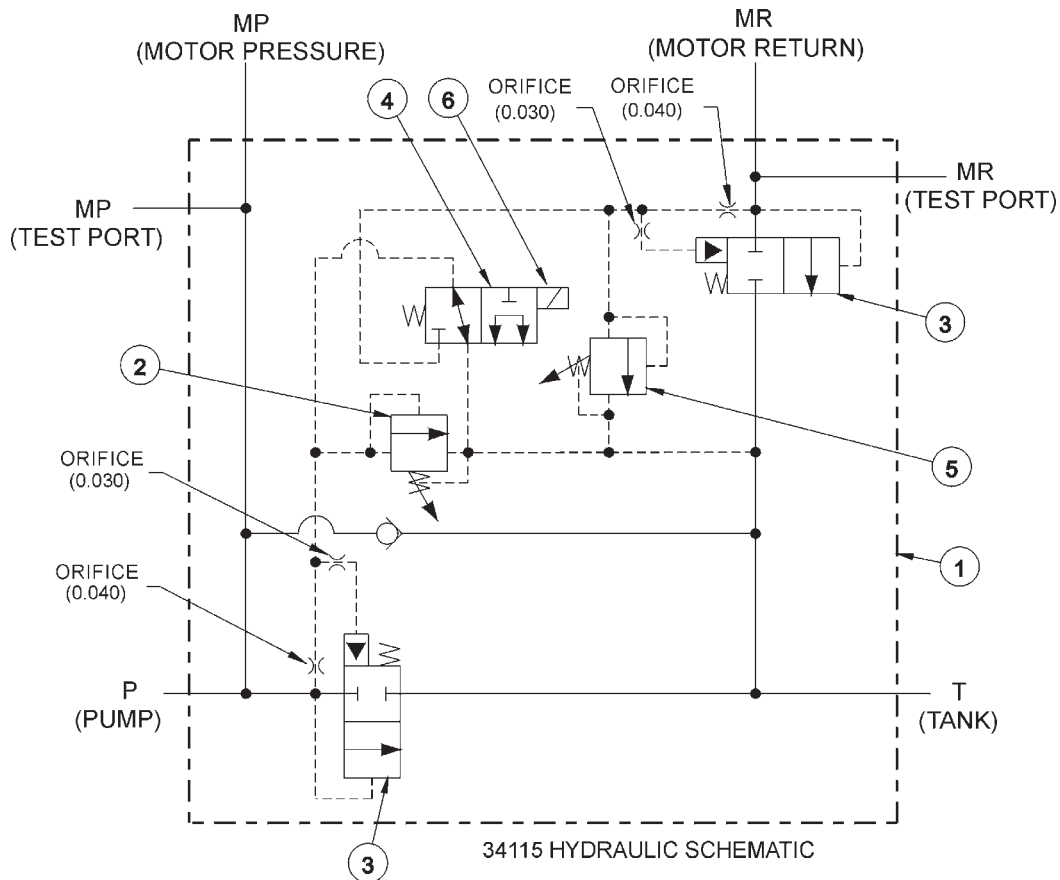 MP
(MOTOR PRESSURE)
MR
(MOTOR RETURN)
4
6
ORIFICE
(0.030)
ORIFICE
(0.040)
MP
(TEST PORT)
MR
(TEST PORT)
3
2
5
ORIFICE
(0.030)
ORIFICE
(0.040)
1
P
(PUMP)
T
(TANK)
3
34115 HYDRAULIC SCHEMATIC